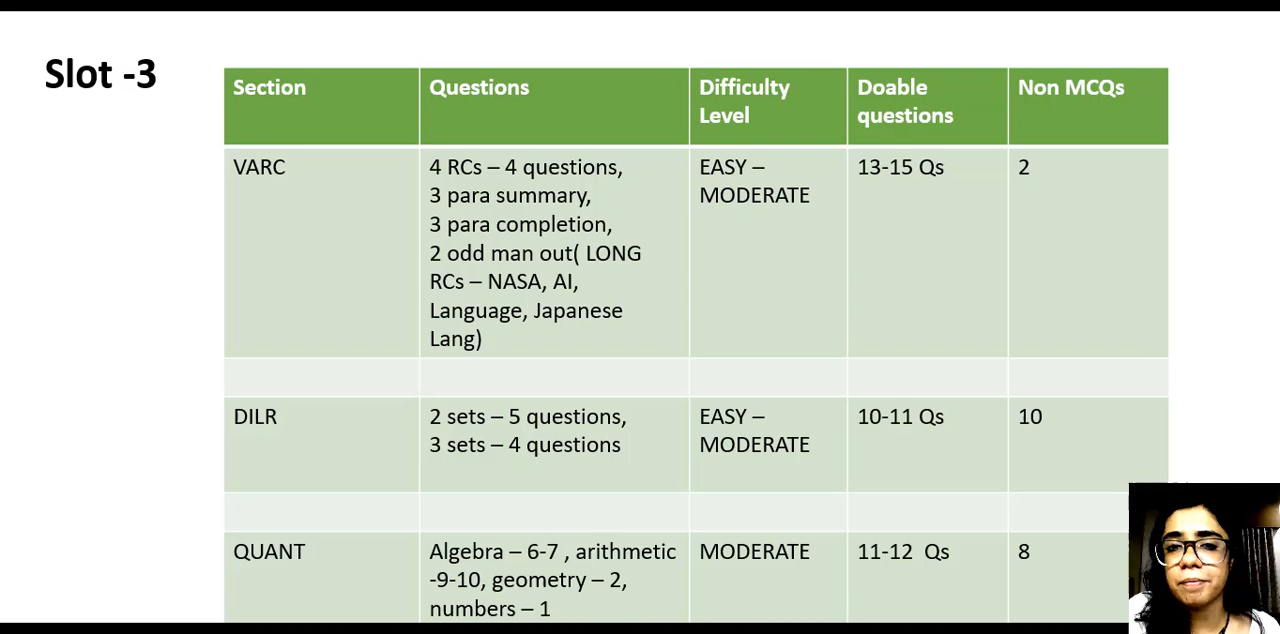 Slot -3
Section
Questions
Difficulty
Level
Doable
questions
Non MCQs
VARC
4 RCs – 4 questions,
3 para summary,
3 para completion,
2 odd man out( LONG
RCs – NASA, AI,
Language, Japanese
Lang)
EASY –
MODERATE
13-15 Qs
2
DILR
2 sets – 5 questions,
3 sets – 4 questions
EASY –
MODERATE
10-11 Qs
10
QUANT
Algebra – 6-7 , arithmetic
-9-10, geometry – 2,
numbers – 1
MODERATE
11-12 Qs
8